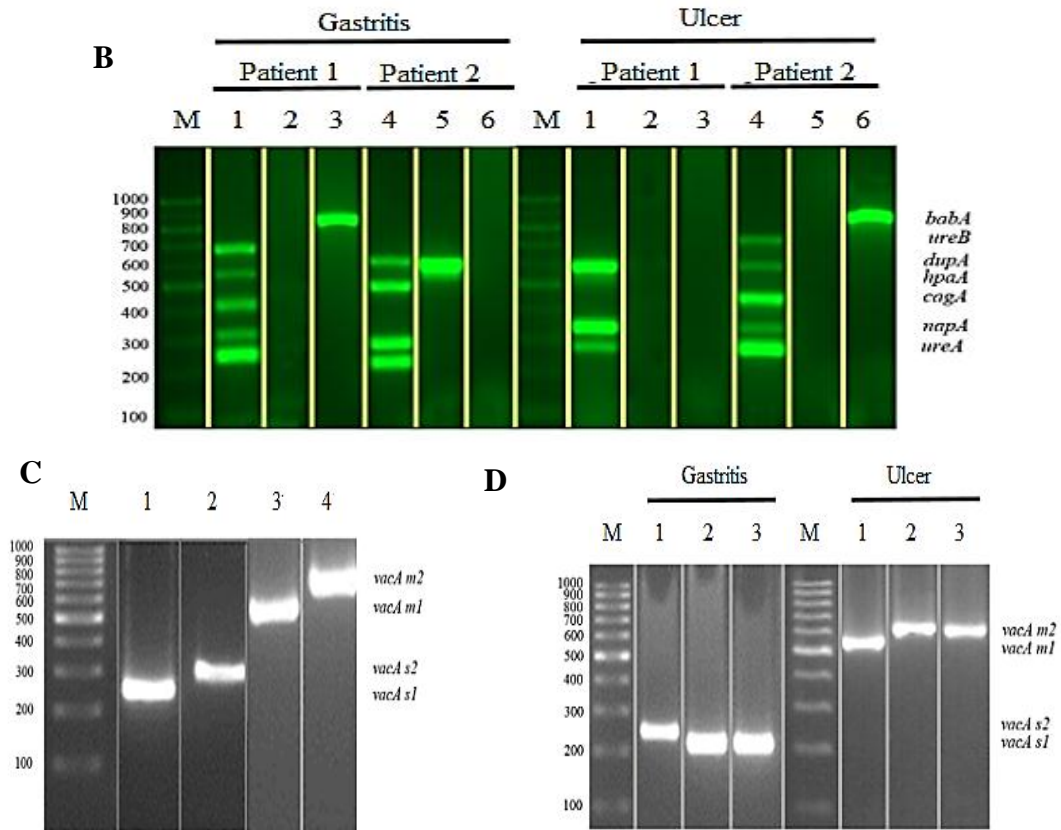 B
Gastritis Ulcer
Patient 1 Patient 2 Patient 1 Patient 2
M 1 2 3 4 5 6 M 1 2 3 4 5 6
1000
900
800
700
600
500
400
300
200
100
babA
ureB
dupA
hpaA
cagA
napA
ureA
C
M 1 2 3 4
1000
900
800
700
600
500
400
300
200
100
vacA m2
vacA m1
vacA s2
vacA s1
D
Gastritis Ulcer
M 1 2 3 M 1 2 3
1000
900
800
700
600
500
400
300
200
100
vacA m2
vacA m1
vacA s2
vacA s1